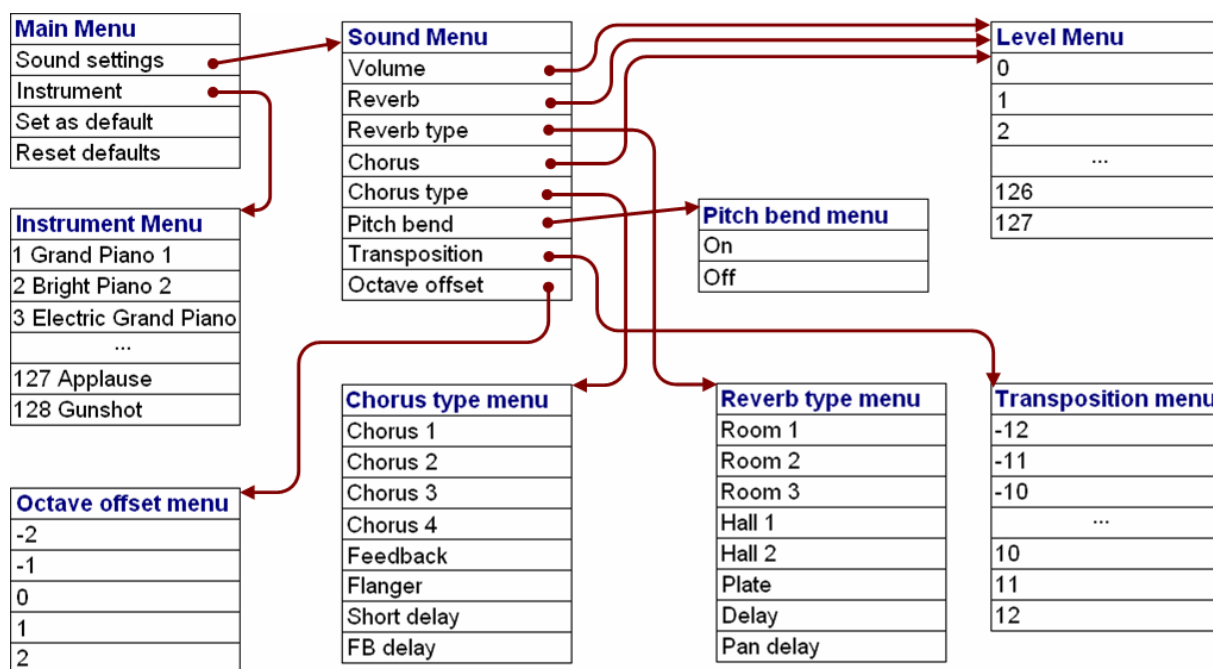 Main Menu
Sound settings
Instrument
Set as default
Reset defaults
Instrument Menu
1 Grand Piano 1
2 Bright Piano 2
3 Electric Grand Piano
...
127 Applause
128 Gunshot
Octave offset menu
-2
-1
0
1
2
Sound Menu
Volume
Reverb
Reverb type
Chorus
Chorus type
Pitch bend
Transposition
Octave offset
Chorus type menu
Chorus 1
Chorus 2
Chorus 3
Chorus 4
Feedback
Flanger
Short delay
FB delay
Pitch bend menu
On
Off
Reverb type menu
Room 1
Room 2
Room 3
Hall 1
Hall 2
Plate
Delay
Pan delay
Level Menu
0
1
2
...
126
127
Transposition menu
-12
-11
-10
...
10
11
12